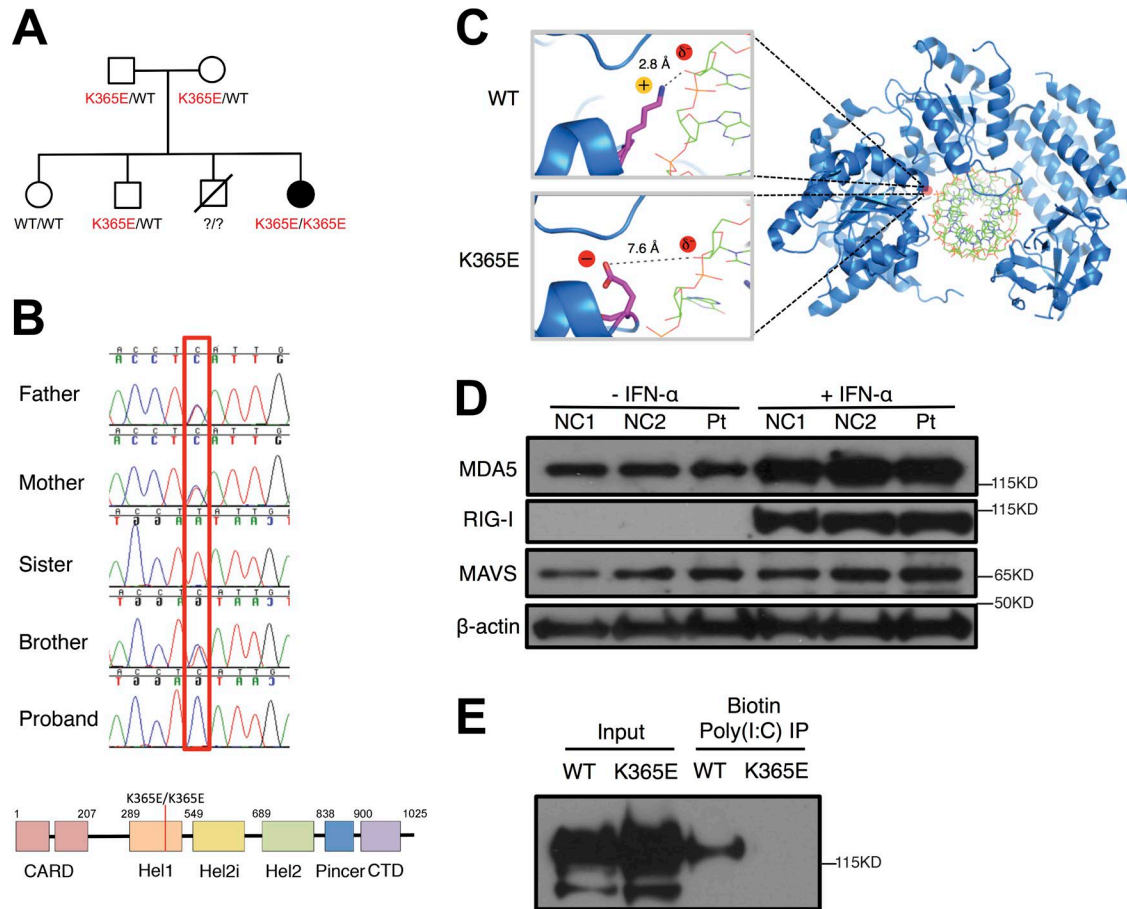 A
K365E/WT
K365E/WT
WT/WT
K365E/WT
?/?
K365E/K365E
B
A C C T C A T T G
A C C T C A T T G
Father
A C C T C A T T G
A C C T C A T T G
Mother
A C C T T A T T G
T G G A A T A A C T
Sister
A C C T C A T T G
T G G A G T A A C T
Brother
A C C T C A T T G
T G G A G T A A C
Proband
K365E/K365E
1
207
289
549
689
838
900
1025
CARD
Hel1
Hel2i
Hel2
Pincer
CTD
C
WT
2.8 Å
+
δ-
K365E
7.6 Å
−
δ-
D
- IFN-α
+ IFN-α
NC1
NC2
Pt
NC1
NC2
Pt
MDA5
115KD
RIG-I
115KD
MAVS
65KD
50KD
β-actin
E
Input
Biotin
Poly(I:C) IP
WT
K365E
WT
K365E
115KD